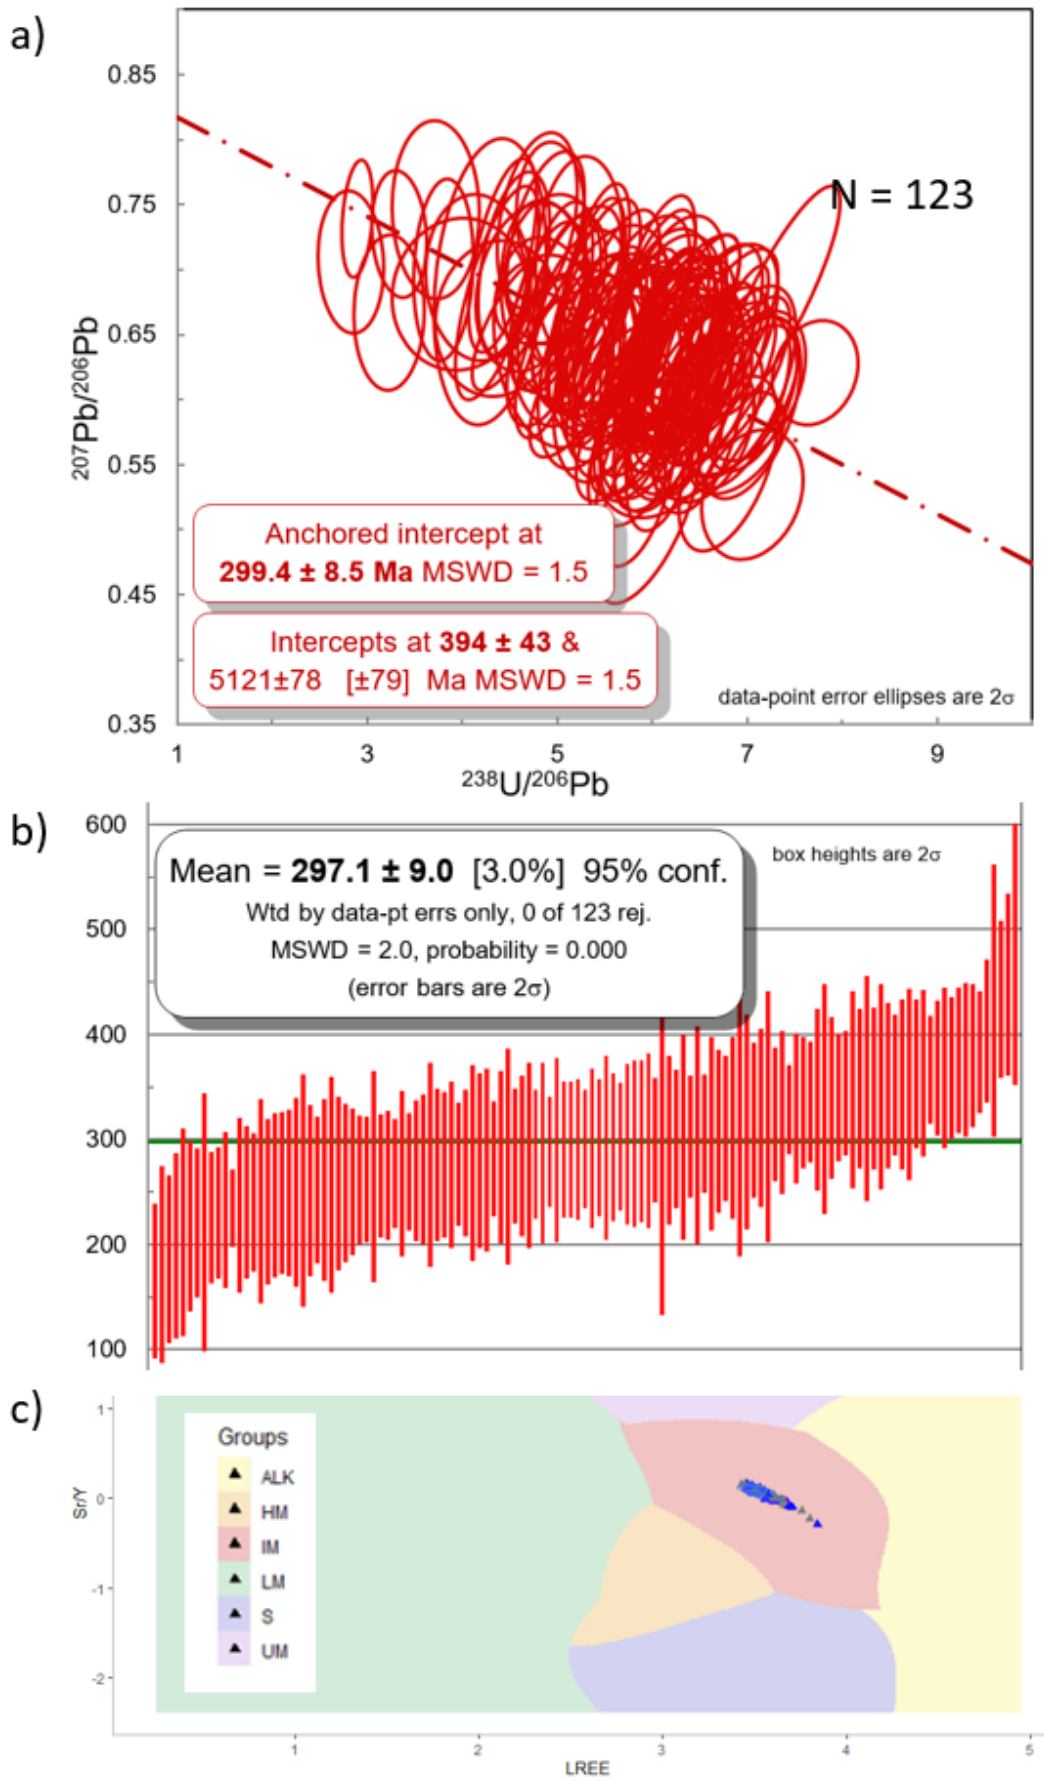 a)
0.85
0.75
0.65
0.55
0.45
0.35
207Pb/206Pb
N = 123
Anchored intercept at
299.4 ± 8.5 Ma MSWD = 1.5
Intercepts at 394 ± 43 &
5121±78 [±79] Ma MSWD = 1.5
data-point error ellipses are 2σ
1 3 5 7 9
238U/206Pb
b)
600
500
400
300
200
100
Mean = 297.1 ± 9.0 [3.0%] 95% conf.
Wtd by data-pt errs only, 0 of 123 rej.
MSWD = 2.0, probability = 0.000
(error bars are 2σ)
box heights are 2σ
c)
1
0
-1
-2
Sr/Y
Groups
ALK
HM
IM
LM
S
UM
1 2 3 4 5
LREE